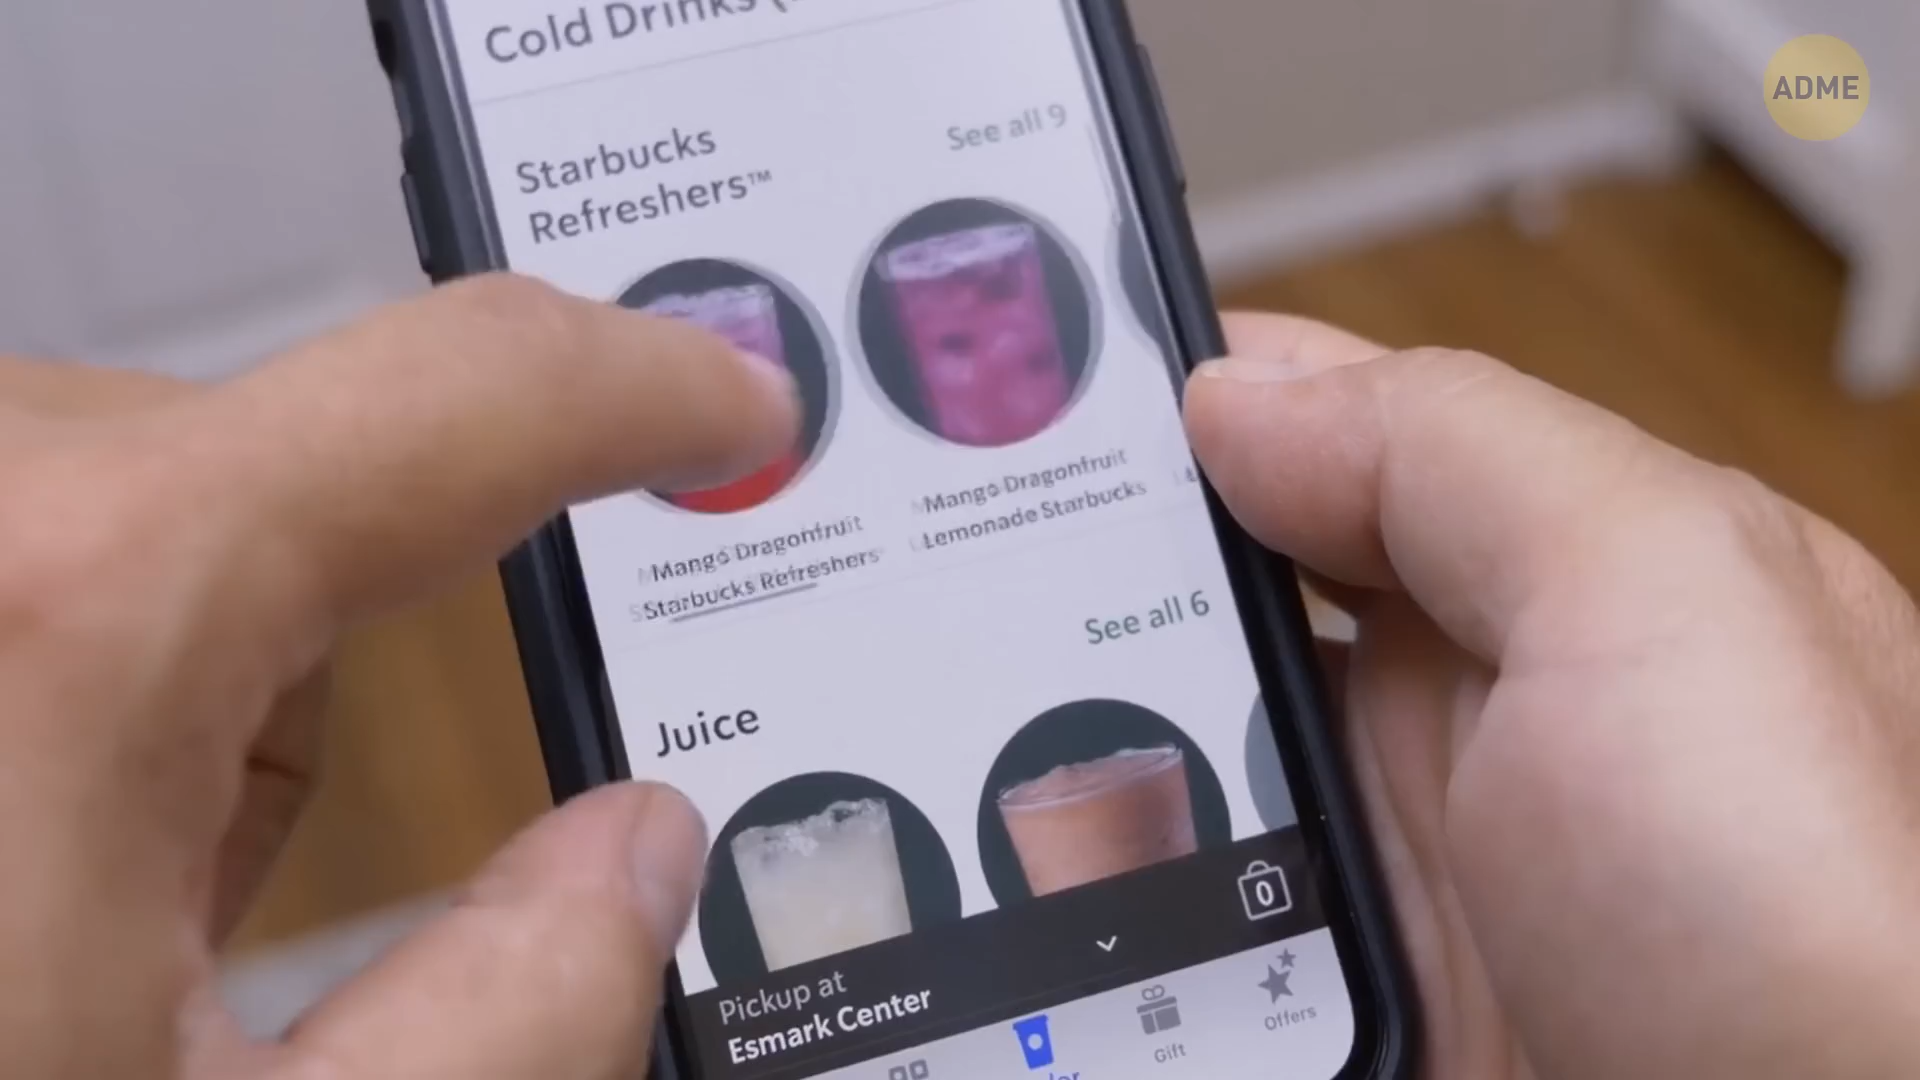 ADME
Cold Drinks
Starbucks
Refreshers™
See all 9
Mango Dragonfruit
Starbucks Refreshers
Mango Dragonfruit
Lemonade Starbucks
See all 6
Juice
0
Pickup at
Esmark Center
Gift
Offers